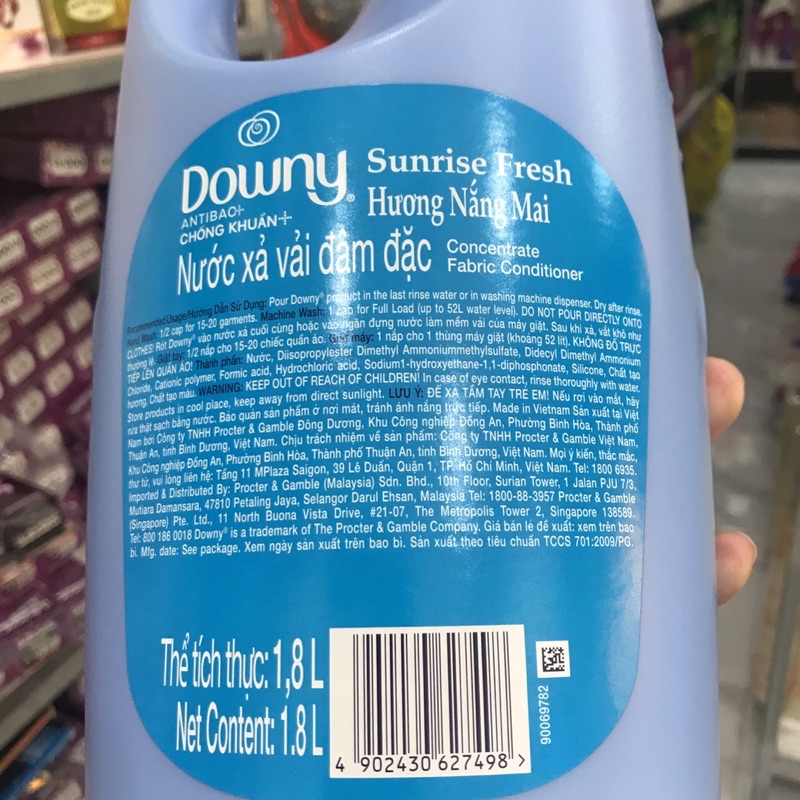 Downy®
ANTIBAC+
CHỐNG KHUẨN+
Sunrise Fresh
Hương Nắng Mai
Nước xả vải đậm đặc
Concentrate
Fabric Conditioner
Recommended Usage/Hướng Dẫn Sử Dụng: Pour Downy® product in the last rinse water or in washing machine dispenser. Dry after rinse.
Hand Wash: 1/2 cap for 15-20 garments. Machine Wash: 1 cap for Full Load (up to 52L water level). DO NOT POUR DIRECTLY ONTO
CLOTHES! Rót Downy® vào nước xả cuối cùng hoặc vào ngăn đựng nước làm mềm vải của máy giặt. Sau khi xả, vắt khô như
thường lệ. Giặt tay: 1/2 nắp cho 15-20 chiếc quần áo. Giặt máy: 1 nắp cho 1 thùng máy giặt (khoảng 52 lít). KHÔNG ĐỔ TRỰC
TIẾP LÊN QUẦN ÁO! Thành phần: Nước, Diisopropylester Dimethyl Ammoniummethylsulfate, Didecyl Dimethyl Ammonium
Chloride, Cationic polymer, Formic acid, Hydrochloric acid, Sodium1-hydroxyethane-1,1-diphosphonate, Silicone, Chất tạo
hương, Chất tạo màu. WARNING: KEEP OUT OF REACH OF CHILDREN! In case of eye contact, rinse thoroughly with water.
Store products in cool place, keep away from direct sunlight. LƯU Ý: ĐỂ XA TẦM TAY TRẺ EM! Nếu rơi vào mắt, hãy
rửa thật sạch bằng nước. Bảo quản sản phẩm ở nơi mát, tránh ánh nắng trực tiếp. Made in Vietnam Sản xuất tại Việt
Nam bởi Công ty TNHH Procter & Gamble Đông Dương, Khu Công nghiệp Đồng An, Phường Bình Hòa, Thành phố
Thuận An, tỉnh Bình Dương, Việt Nam. Chịu trách nhiệm về sản phẩm: Công ty TNHH Procter & Gamble Việt Nam,
Khu Công nghiệp Đồng An, Phường Bình Hòa, Thành phố Thuận An, tỉnh Bình Dương, Việt Nam. Mọi ý kiến, thắc mắc,
thư từ, vui lòng liên hệ: Tầng 11 MPlaza Saigon, 39 Lê Duẩn, Quận 1, TP. Hồ Chí Minh, Việt Nam. Tel: 1800 6935.
Imported & Distributed By: Procter & Gamble (Malaysia) Sdn. Bhd., 10th Floor, Surian Tower, 1 Jalan PJU 7/3,
Mutiara Damansara, 47810 Petaling Jaya, Selangor Darul Ehsan, Malaysia Tel: 1800-88-3957 Procter & Gamble
(Singapore) Pte. Ltd., 11 North Buona Vista Drive, #21-07, The Metropolis Tower 2, Singapore 138589.
Tel: 800 186 0018 Downy® is a trademark of The Procter & Gamble Company. Giá bán lẻ đề xuất: xem trên bao
bì. Mfg. date: See package. Xem ngày sản xuất trên bao bì. Sản xuất theo tiêu chuẩn TCCS 701:2009/PG.
Thể tích thực: 1,8 L
Net Content: 1.8 L
4 902430 627498 >
90069782